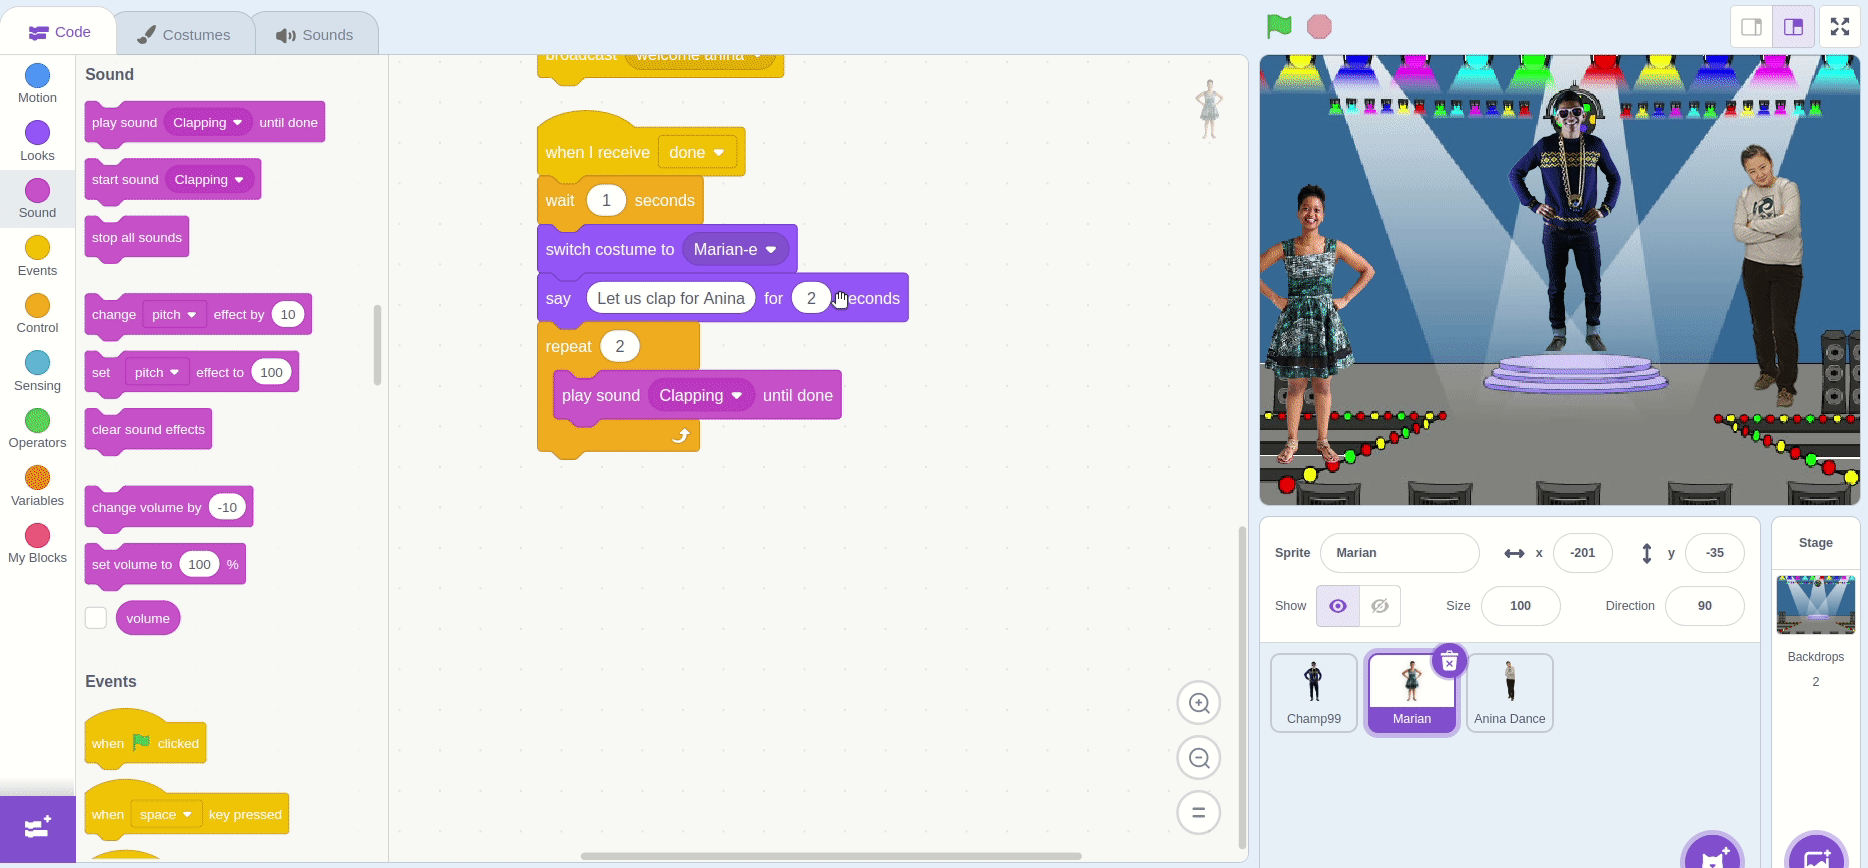 Code
Costumes
Sounds
Motion
Looks
Sound
Events
Control
Sensing
Operators
Variables
My Blocks
Sound
play sound Clapping until done
start sound Clapping
stop all sounds
change pitch effect by 10
set pitch effect to 100
clear sound effects
change volume by -10
set volume to 100 %
volume
Events
when clicked
when space key pressed
broadcast welcome anina
when I receive done
wait 1 seconds
switch costume to Marian-e
say Let us clap for Anina for 2 seconds
repeat 2
play sound Clapping until done
Sprite Marian x -201 y -35
Show Size 100 Direction 90
Champ99
Marian
Anina Dance
Stage
Backdrops
2